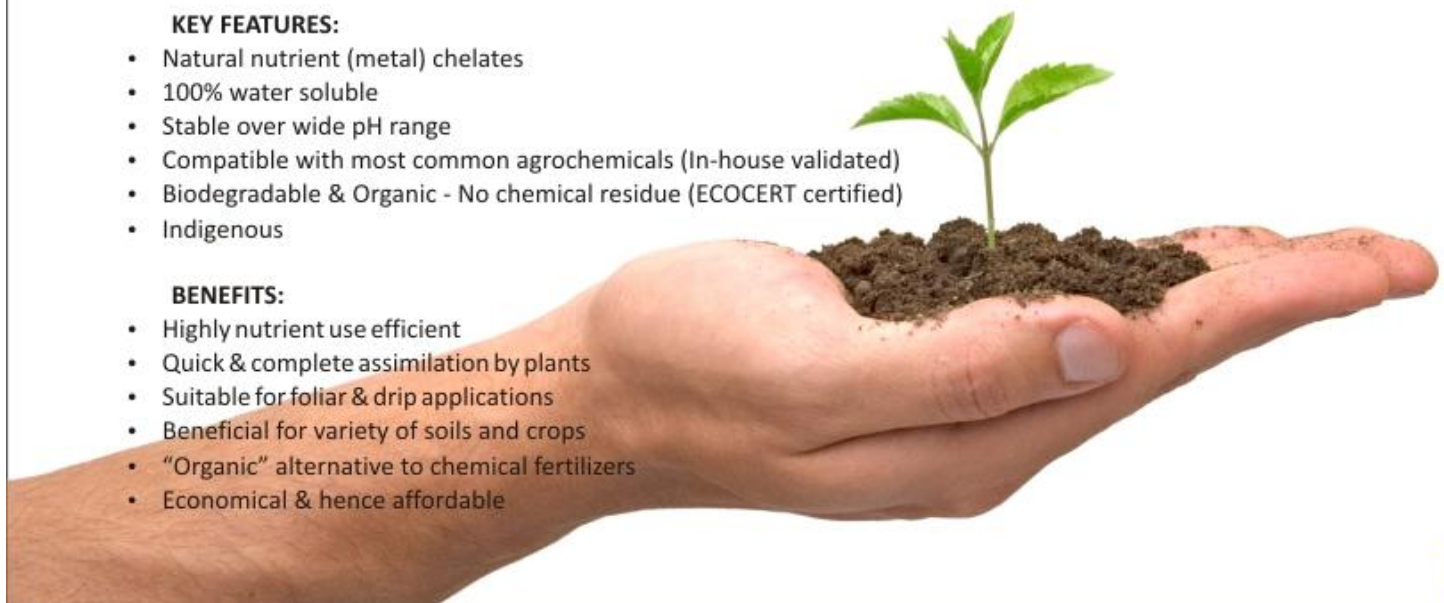 KEY FEATURES:
• Natural nutrient (metal) chelates
• 100% water soluble
• Stable over wide pH range
• Compatible with most common agrochemicals (In-house validated)
• Biodegradable & Organic - No chemical residue (ECOCERT certified)
• Indigenous
BENEFITS:
• Highly nutrient use efficient
• Quick & complete assimilation by plants
• Suitable for foliar & drip applications
• Beneficial for variety of soils and crops
• “Organic” alternative to chemical fertilizers
• Economical & hence affordable